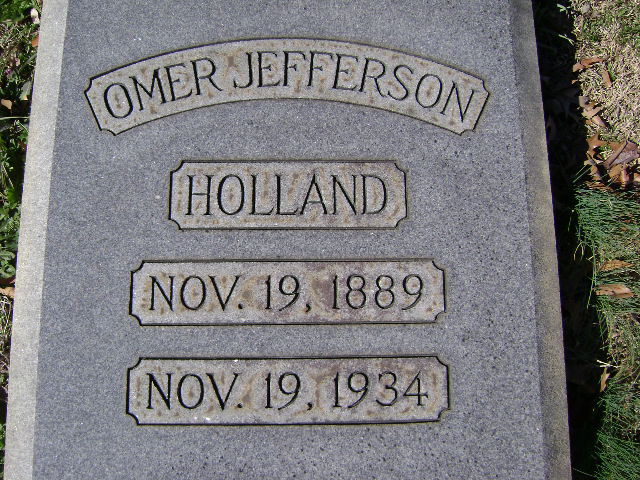 OMER JEFFERSON
HOLLAND
NOV. 19, 1889
NOV. 19, 1934